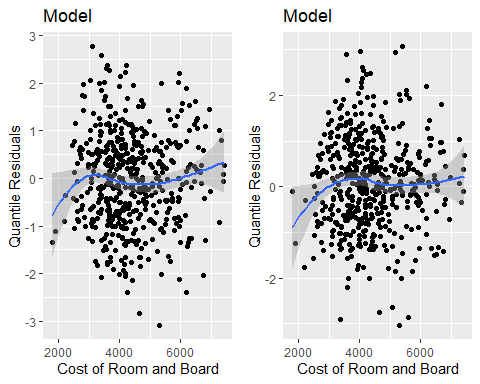 Model
Model
Quantile Residuals
3
2
1
0
-1
-2
-3
2000
4000
6000
Cost of Room and Board
Quantile Residuals
2
0
-2
2000
4000
6000
Cost of Room and Board